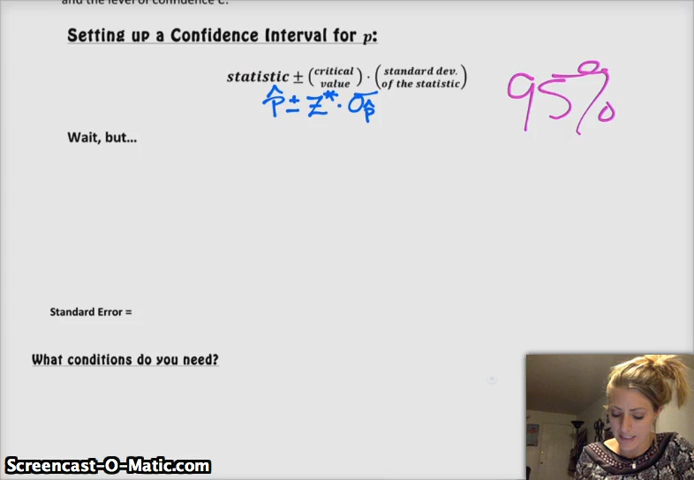 and the level of confidence C.
Setting up a Confidence Interval for p:
statistic ± (critical value) · (standard dev. of the statistic)
p̂ ± z* · σp̂
95%
Wait, but...
Standard Error =
What conditions do you need?
Screencast-O-Matic.com